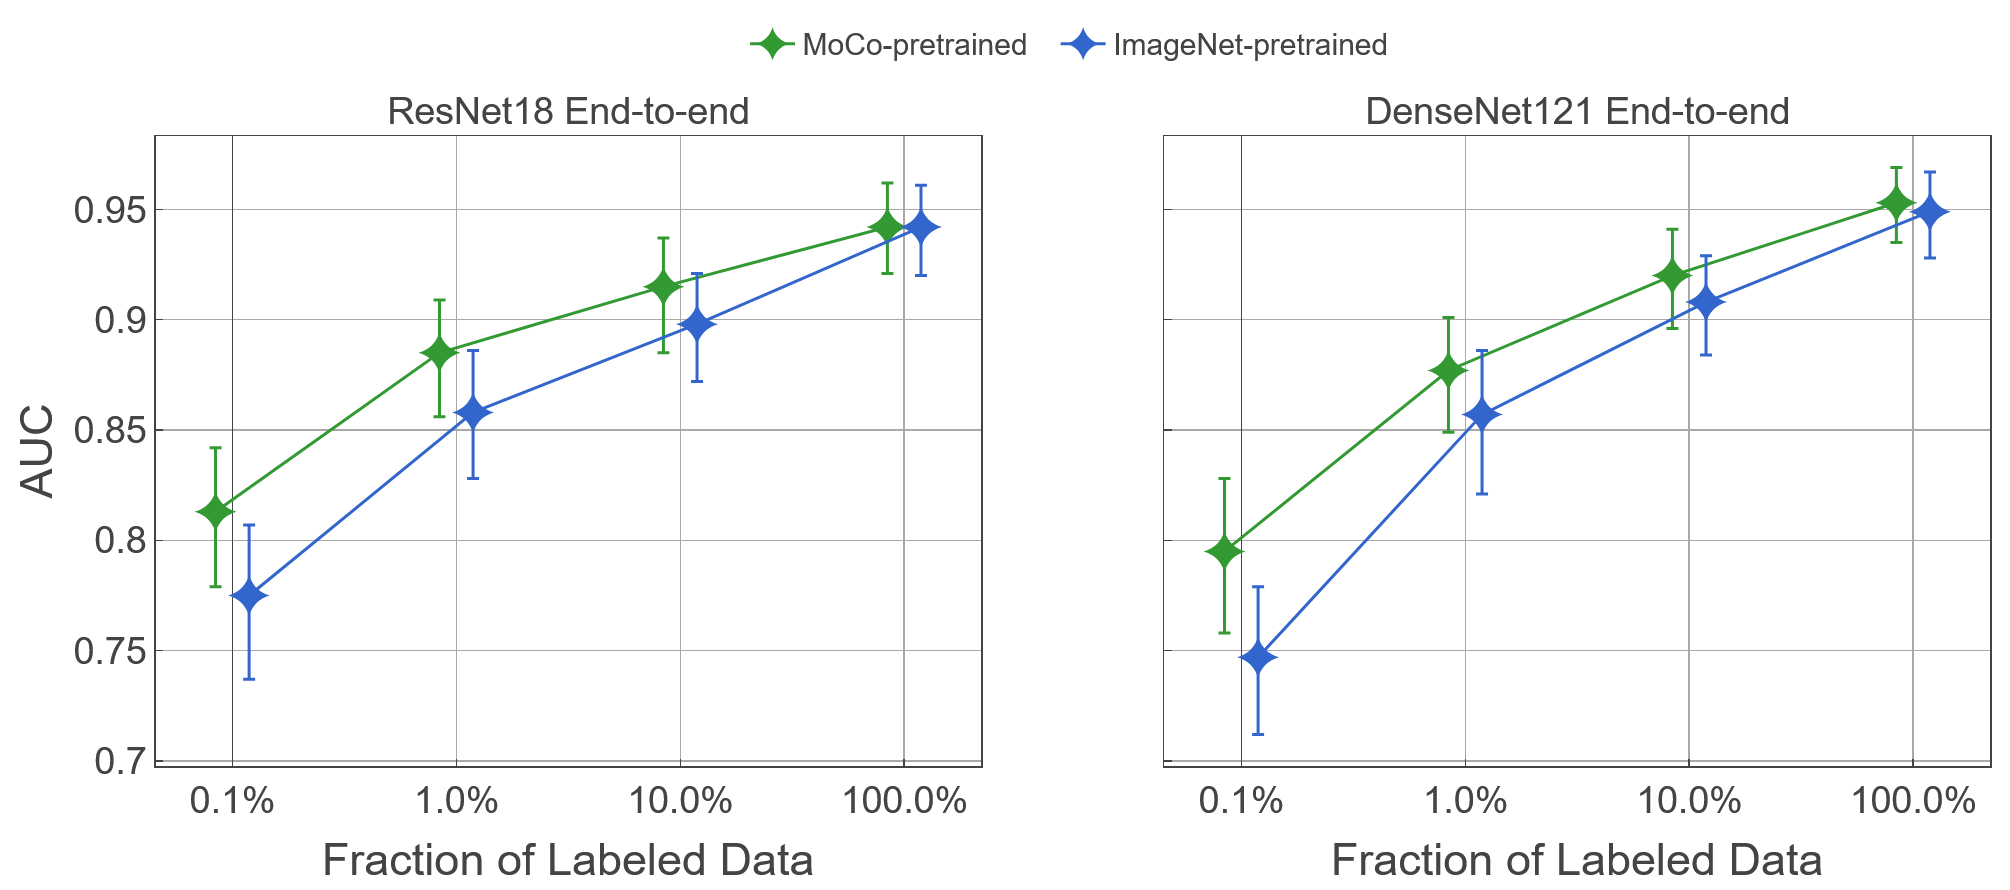 MoCo-pretrained ImageNet-pretrained
ResNet18 End-to-end
DenseNet121 End-to-end
AUC
0.95
0.9
0.85
0.8
0.75
0.7
0.1% 1.0% 10.0% 100.0%
0.1% 1.0% 10.0% 100.0%
Fraction of Labeled Data
Fraction of Labeled Data